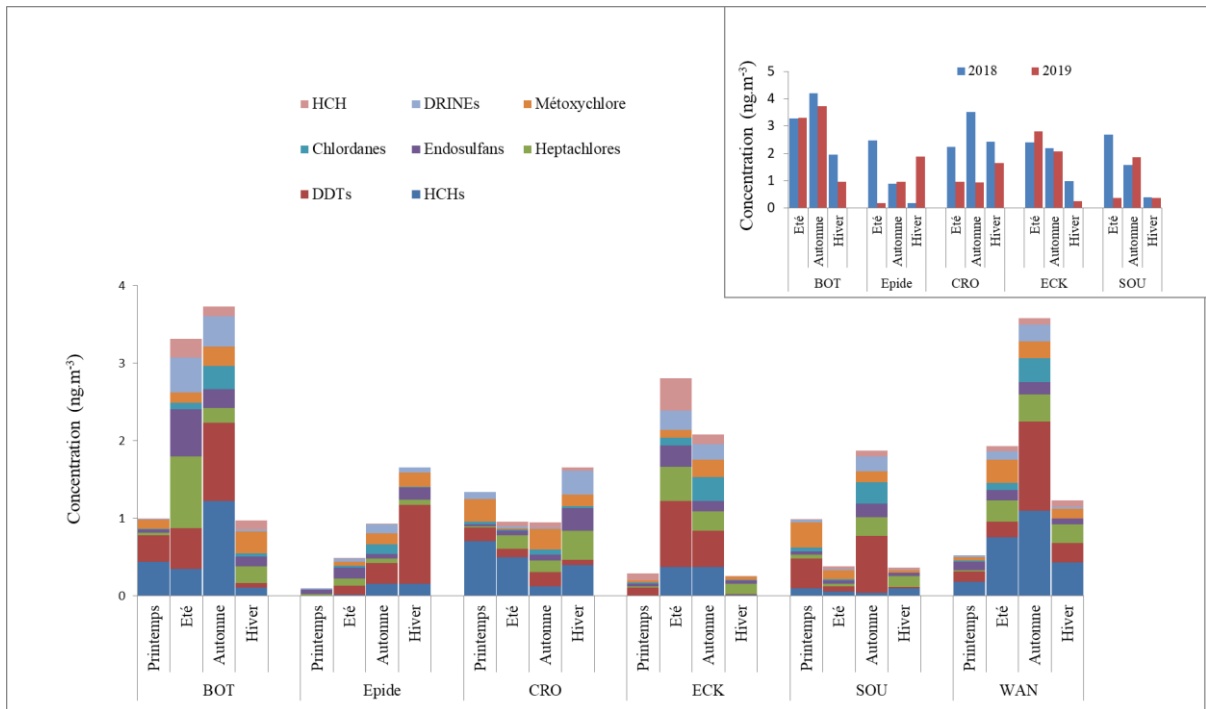 HCH DRINEs Métoxychlore
Chlordanes Endosulfans Heptachlores
DDTs HCHs
Concentration (ng.m⁻³)
5
4
3
2
1
0
2018 2019
Eté Automne Hiver Eté Automne Hiver Eté Automne Hiver Eté Automne Hiver Eté Automne Hiver
BOT Epide CRO ECK SOU
Concentration (ng.m⁻³)
4
3
2
1
0
Printemps Eté Automne Hiver Printemps Eté Automne Hiver Printemps Eté Automne Hiver Printemps Eté Automne Hiver Printemps Eté Automne Hiver Printemps Eté Automne Hiver
BOT Epide CRO ECK SOU WAN